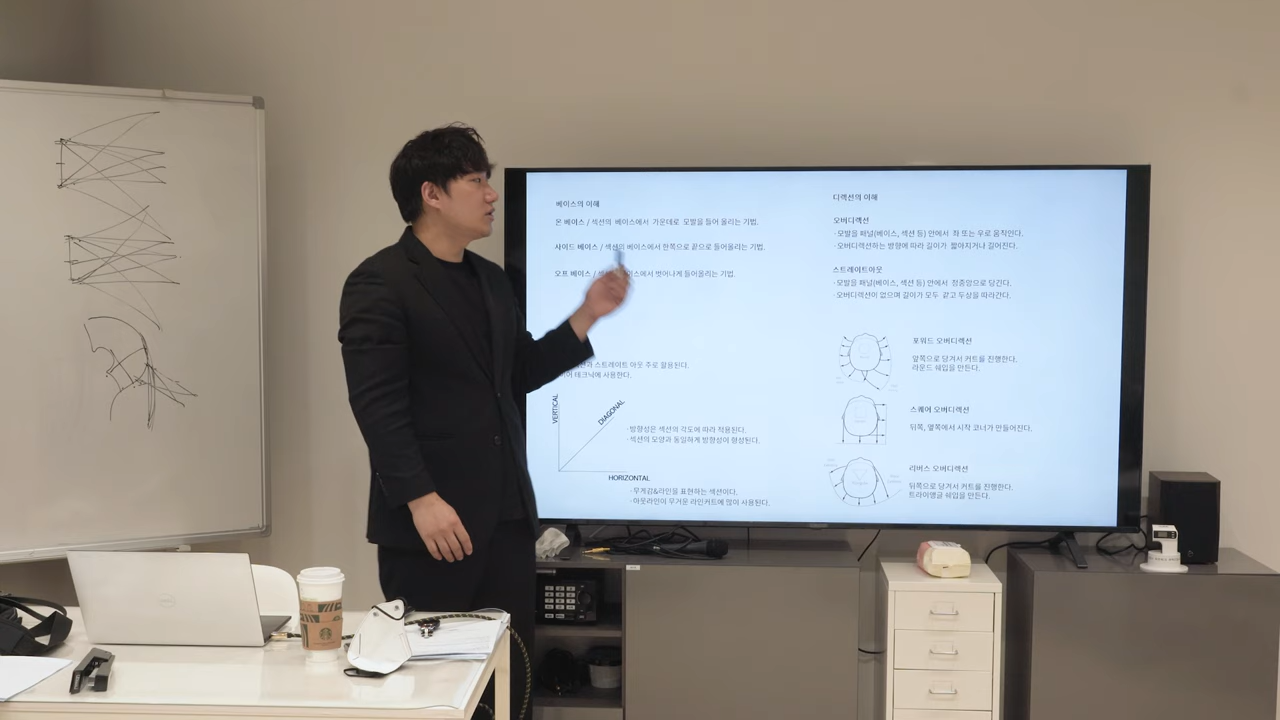 베이스의 이해
온 베이스 / 섹션의 베이스에서 가운데로 모발을 들어 올리는 기법.
사이드 베이스 / 섹션의 베이스에서 한쪽으로 끝으로 들어올리는 기법.
오프 베이스 / 베이스에서 벗어나게 들어올리는 기법.
스트레이트 아웃 주로 활용된다.
테크닉에 사용한다.
VERTICAL
DIAGONAL
· 방향성은 섹션의 각도에 따라 적용된다.
· 섹션의 모양과 동일하게 방향성이 형성된다.
HORIZONTAL
· 무게감&라인을 표현하는 섹션이다.
· 아웃라인이 무거운 라인커트에 많이 사용된다.
디렉션의 이해
오버디렉션
· 모발을 패널(베이스, 섹션 등) 안에서 좌 또는 우로 움직인다.
· 오버디렉션하는 방향에 따라 길이가 짧아지거나 길어진다.
스트레이트아웃
· 모발을 패널(베이스, 섹션 등) 안에서 정중앙으로 당긴다.
· 오버디렉션이 없으며 길이가 모두 같고 두상을 따라간다.
포워드 오버디렉션
앞쪽으로 당겨서 커트를 진행한다.
라운드 쉐입을 만든다.
스퀘어 오버디렉션
뒤쪽, 옆쪽에서 시작 코너가 만들어진다.
리버스 오버디렉션
뒤쪽으로 당겨서 커트를 진행한다.
트라이앵글 쉐입을 만든다.